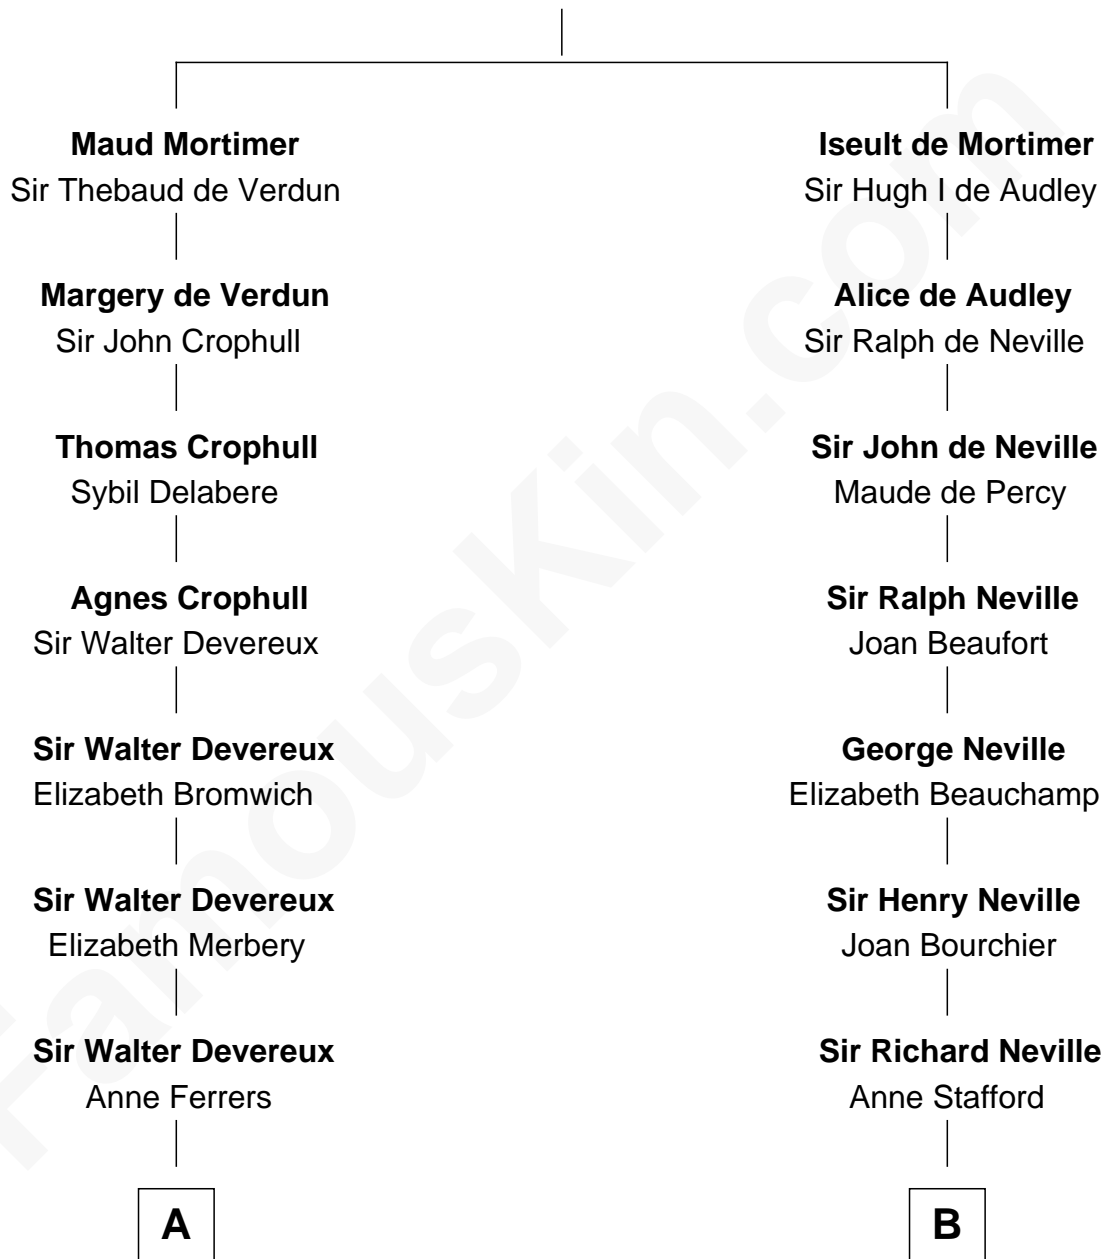 Maud Mortimer
Sir Thebaud de Verdun
Margery de Verdun
Sir John Crophull
Thomas Crophull
Sybil Delabere
Agnes Crophull
Sir Walter Devereux
Sir Walter Devereux
Elizabeth Bromwich
Sir Walter Devereux
Elizabeth Merbery
Sir Walter Devereux
Anne Ferrers
A
Iseult de Mortimer
Sir Hugh I de Audley
Alice de Audley
Sir Ralph de Neville
Sir John de Neville
Maude de Percy
Sir Ralph Neville
Joan Beaufort
George Neville
Elizabeth Beauchamp
Sir Henry Neville
Joan Bourchier
Sir Richard Neville
Anne Stafford
B
FamousKin.com